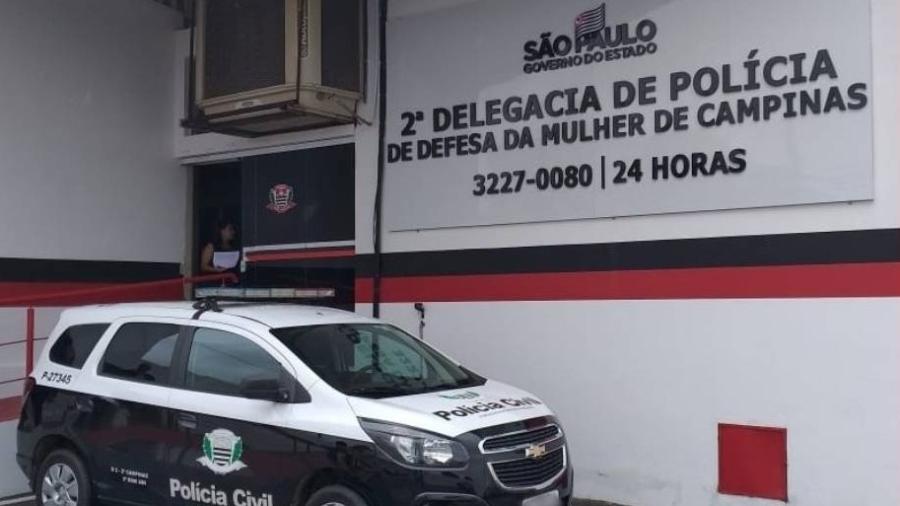 SÃO PAULO
GOVERNO DO ESTADO
2ª DELEGACIA DE POLÍCIA
DE DEFESA DA MULHER DE CAMPINAS
3227-0080 | 24 HORAS
P-27345
Polícia Civil
Polícia Civil